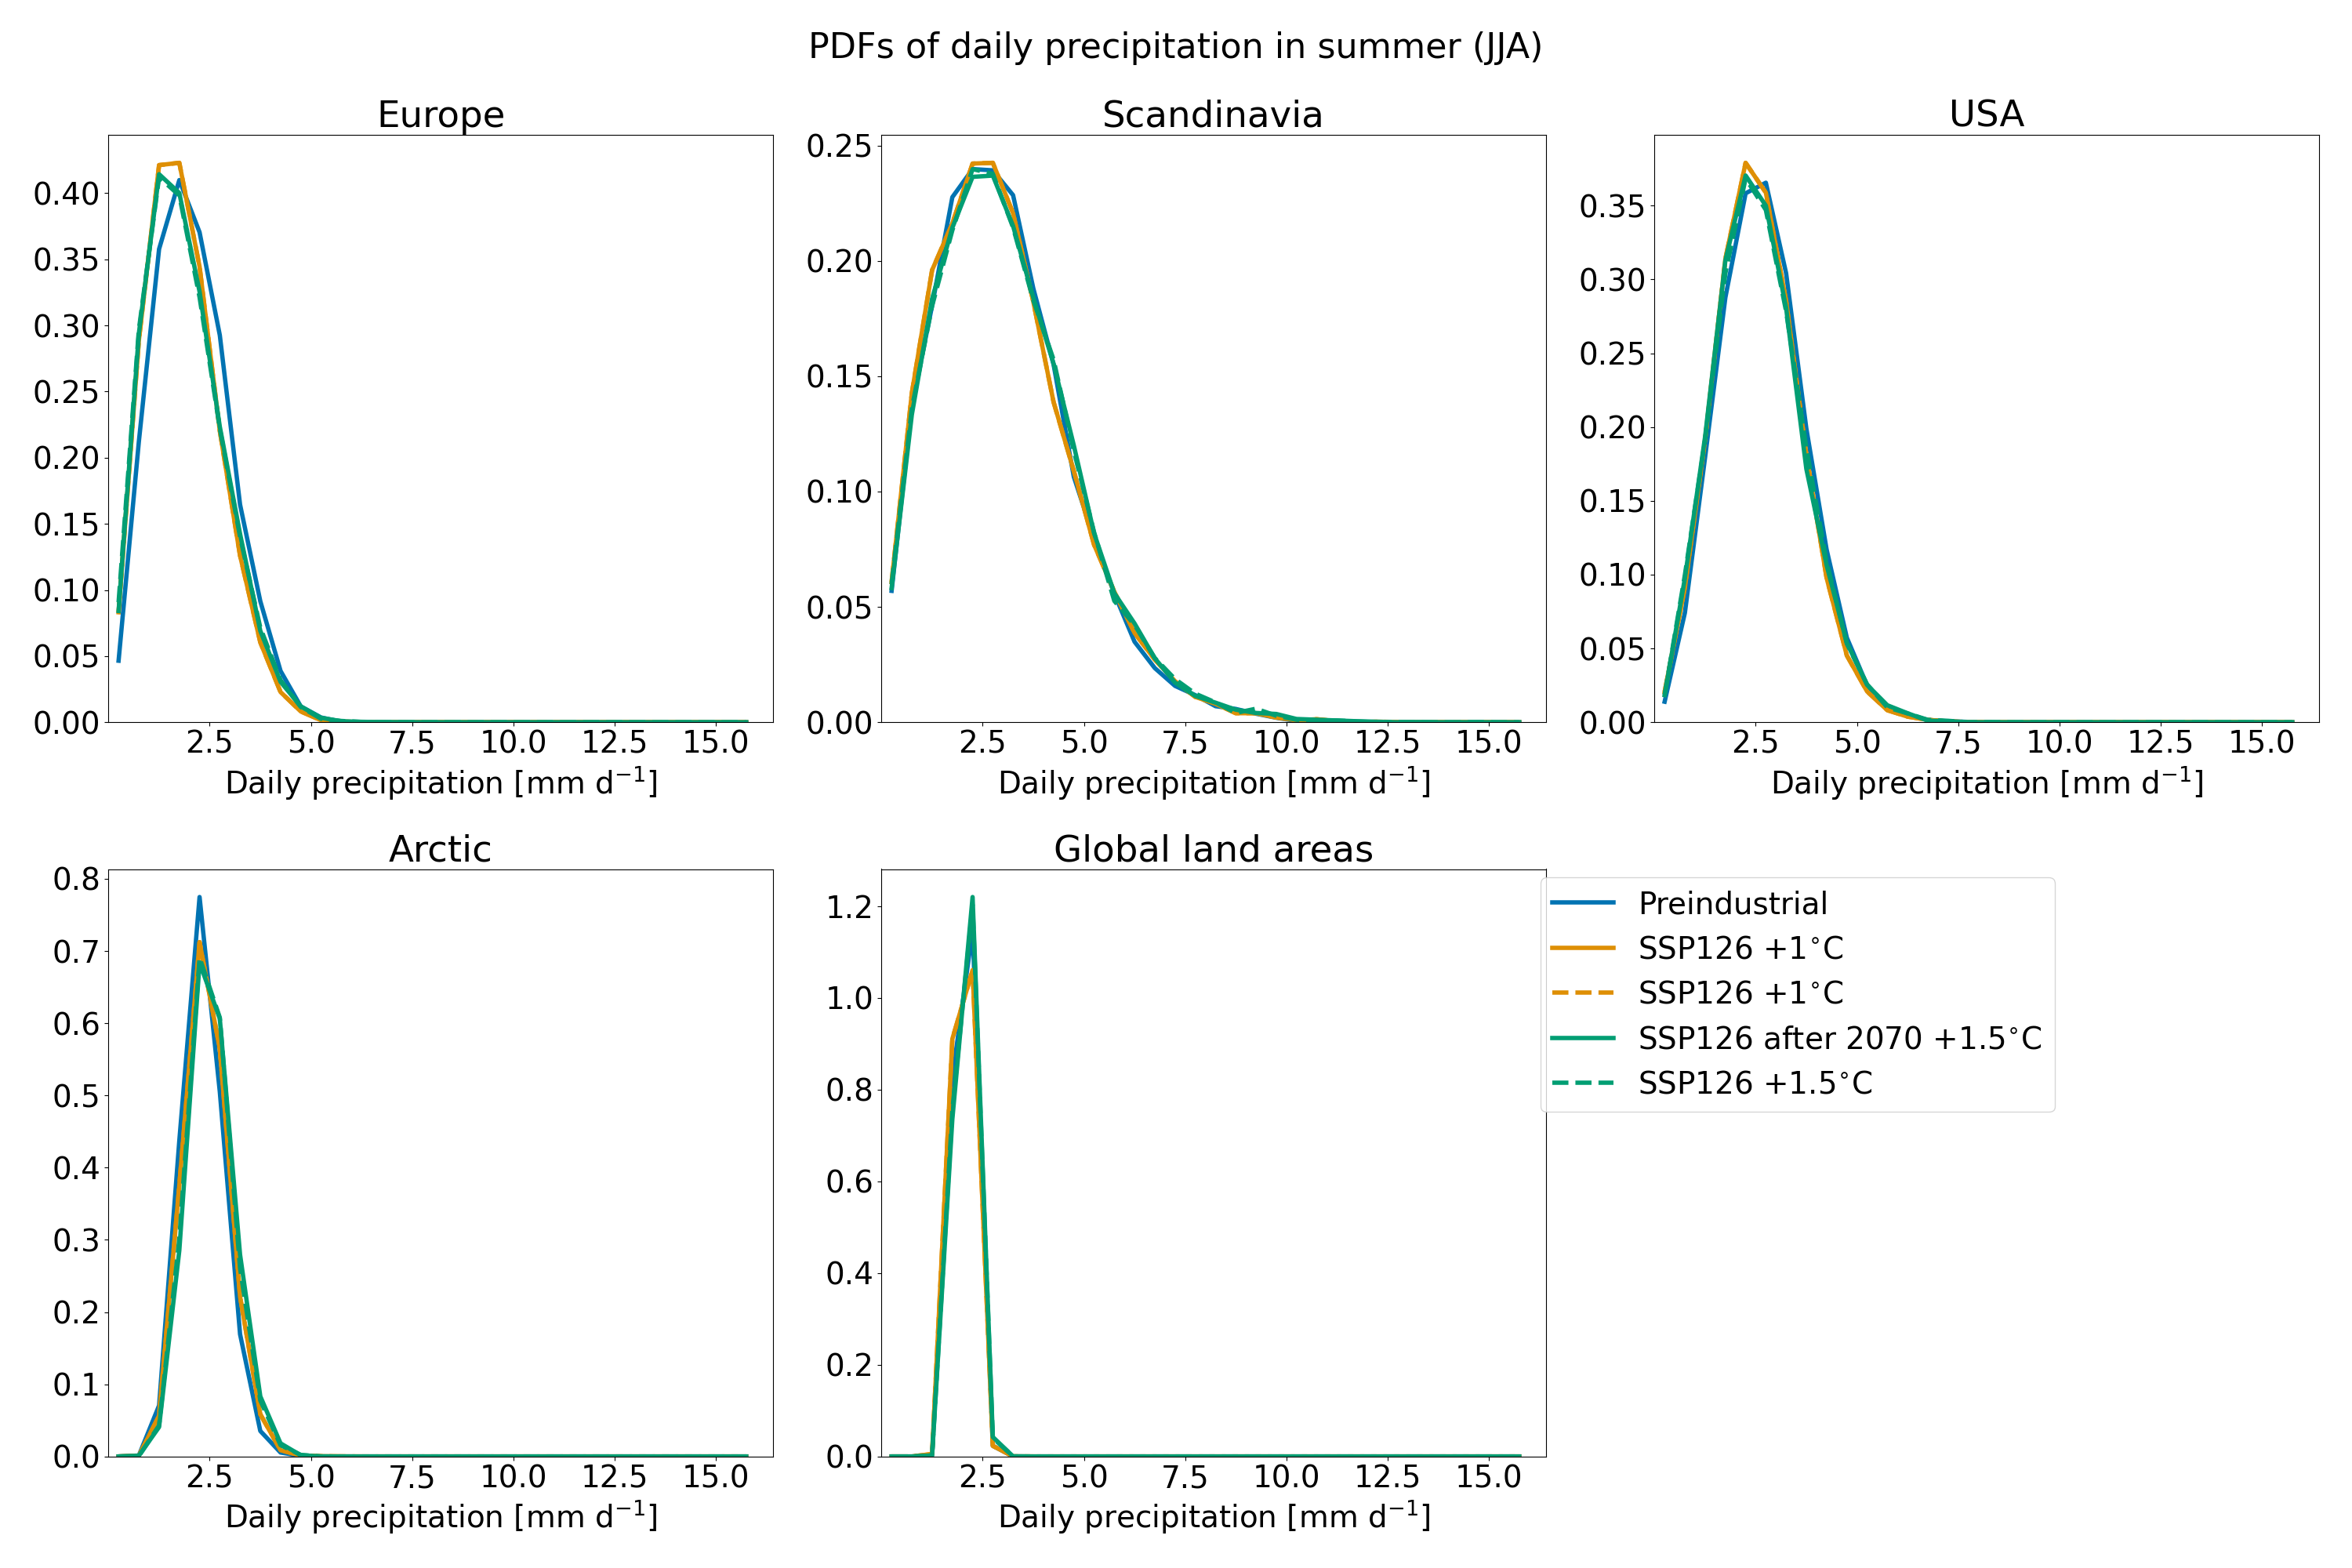 PDFs of daily precipitation in summer (JJA)
Europe
Scandinavia
USA
0.40
0.35
0.30
0.25
0.20
0.15
0.10
0.05
0.00
2.5 5.0 7.5 10.0 12.5 15.0
Daily precipitation [mm d⁻¹]
0.25
0.20
0.15
0.10
0.05
0.00
2.5 5.0 7.5 10.0 12.5 15.0
Daily precipitation [mm d⁻¹]
0.35
0.30
0.25
0.20
0.15
0.10
0.05
0.00
2.5 5.0 7.5 10.0 12.5 15.0
Daily precipitation [mm d⁻¹]
Arctic
0.8
0.7
0.6
0.5
0.4
0.3
0.2
0.1
0.0
2.5 5.0 7.5 10.0 12.5 15.0
Daily precipitation [mm d⁻¹]
Global land areas
1.2
1.0
0.8
0.6
0.4
0.2
0.0
2.5 5.0 7.5 10.0 12.5 15.0
Daily precipitation [mm d⁻¹]
Preindustrial
SSP126 +1°C
SSP126 +1°C
SSP126 after 2070 +1.5°C
SSP126 +1.5°C